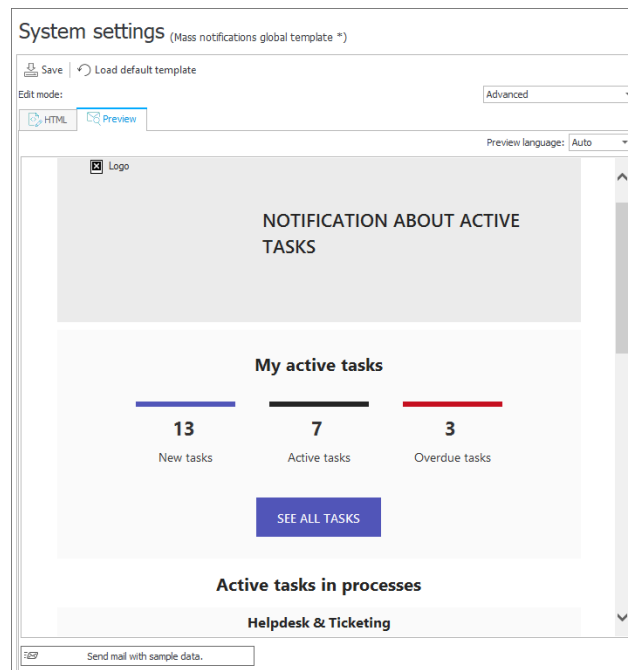 System settings (Mass notifications global template *)
Save Load default template
Edit mode: Advanced
HTML Preview
Preview language: Auto
Logo
NOTIFICATION ABOUT ACTIVE
TASKS
My active tasks
13 7 3
New tasks Active tasks Overdue tasks
SEE ALL TASKS
Active tasks in processes
Helpdesk & Ticketing
Send mail with sample data.